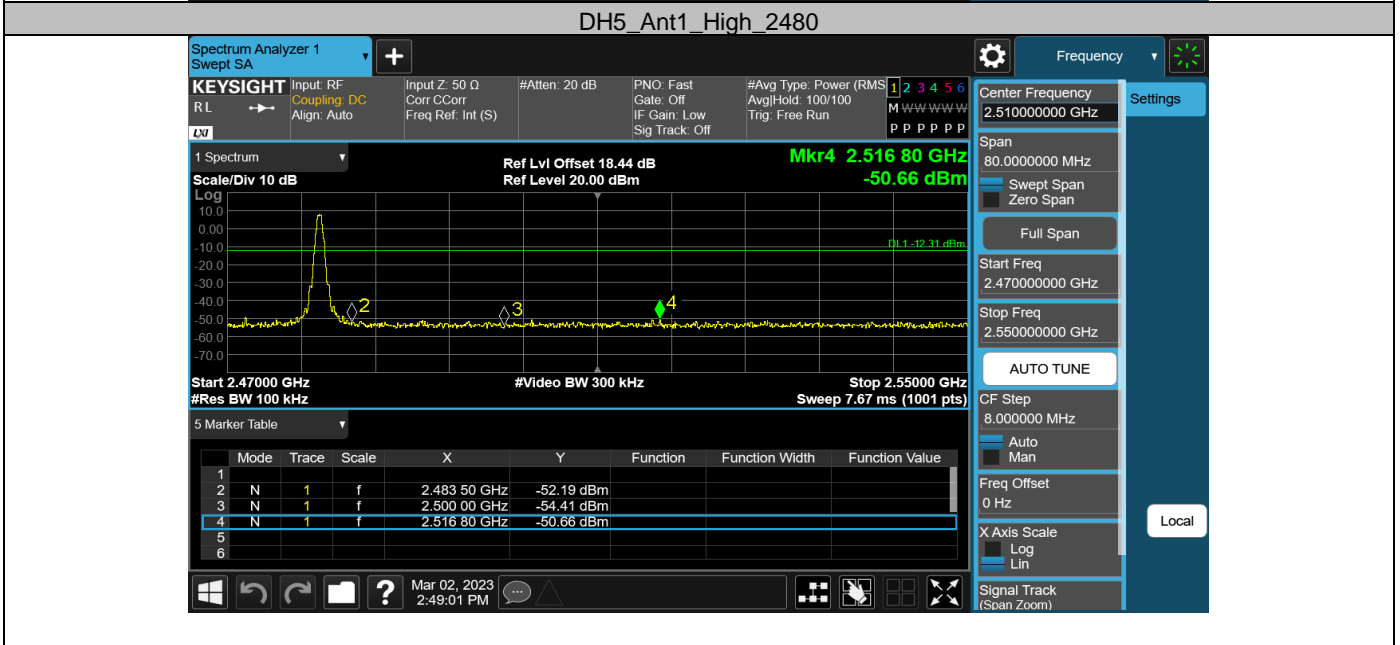 DH5_Ant1_High_2480
Spectrum Analyzer 1
Swept SA
+
Frequency
KEYSIGHT
R L
LXI
Input: RF
Coupling: DC
Align: Auto
Input Z: 50 Ω
Corr CCorr
Freq Ref: Int (S)
#Atten: 20 dB
PNO: Fast
Gate: Off
IF Gain: Low
Sig Track: Off
#Avg Type: Power (RMS
Avg|Hold: 100/100
Trig: Free Run
1 2 3 4 5 6
M W W W W W
P P P P P P
1 Spectrum
Scale/Div 10 dB
Ref Lvl Offset 18.44 dB
Ref Level 20.00 dBm
Mkr4 2.516 80 GHz
-50.66 dBm
Log
10.0
0.00
-10.0
-20.0
-30.0
-40.0
-50.0
-60.0
-70.0
DL1 -12.31 dBm
2
3
4
Start 2.47000 GHz
#Res BW 100 kHz
#Video BW 300 kHz
Stop 2.55000 GHz
Sweep 7.67 ms (1001 pts)
5 Marker Table
Mode Trace Scale X Y Function Function Width Function Value
1
2 N 1 f 2.483 50 GHz -52.19 dBm
3 N 1 f 2.500 00 GHz -54.41 dBm
4 N 1 f 2.516 80 GHz -50.66 dBm
5
6
?
Mar 02, 2023
2:49:01 PM
Center Frequency
2.510000000 GHz
Settings
Span
80.0000000 MHz
Swept Span
Zero Span
Full Span
Start Freq
2.470000000 GHz
Stop Freq
2.550000000 GHz
AUTO TUNE
CF Step
8.000000 MHz
Auto
Man
Freq Offset
0 Hz
Local
X Axis Scale
Log
Lin
Signal Track
(Span Zoom)